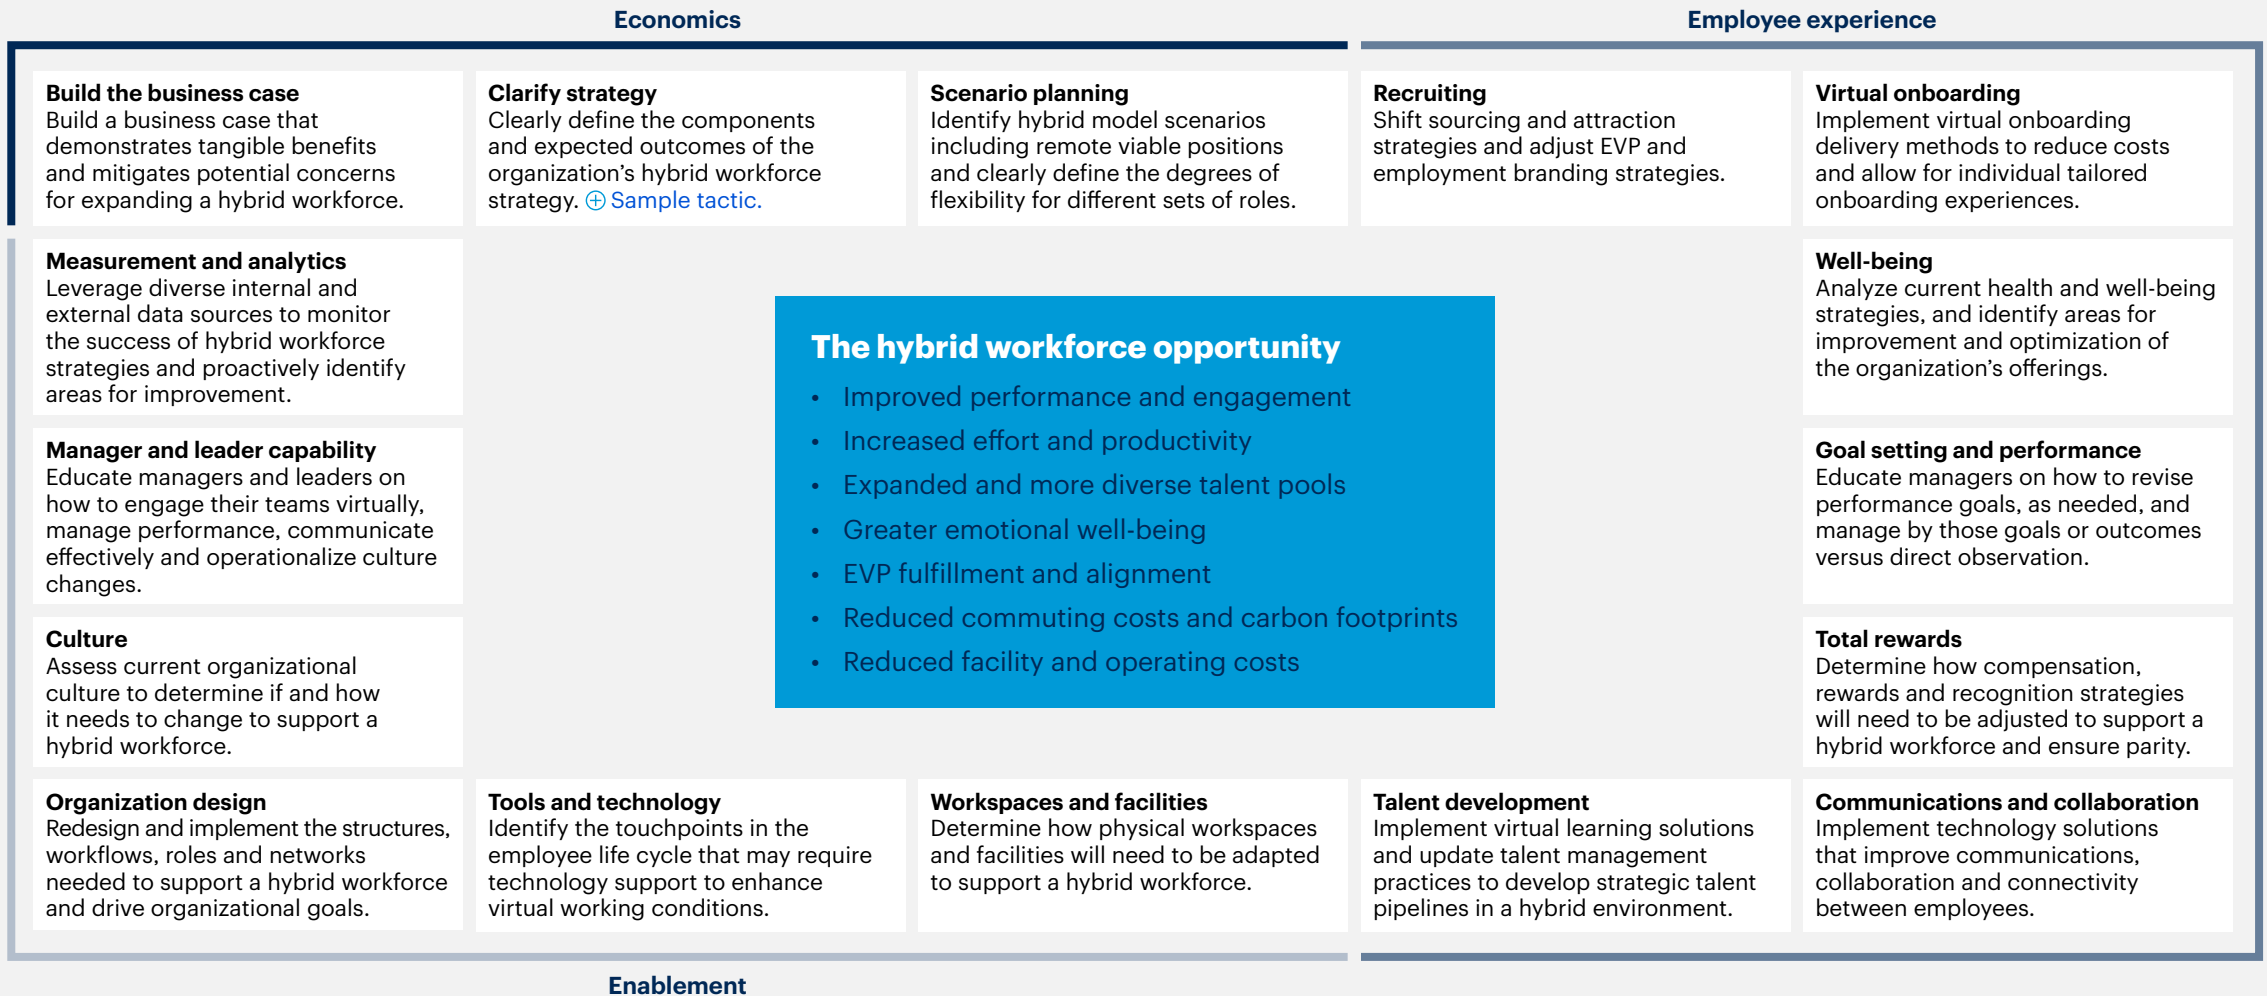 Economics
Employee experience
Build the business case
Build a business case that
demonstrates tangible benefits
and mitigates potential concerns
for expanding a hybrid workforce.
Clarify strategy
Clearly define the components
and expected outcomes of the
organization’s hybrid workforce
strategy. ⊕ Sample tactic.
Scenario planning
Identify hybrid model scenarios
including remote viable positions
and clearly define the degrees of
flexibility for different sets of roles.
Recruiting
Shift sourcing and attraction
strategies and adjust EVP and
employment branding strategies.
Virtual onboarding
Implement virtual onboarding
delivery methods to reduce costs
and allow for individual tailored
onboarding experiences.
Measurement and analytics
Leverage diverse internal and
external data sources to monitor
the success of hybrid workforce
strategies and proactively identify
areas for improvement.
Manager and leader capability
Educate managers and leaders on
how to engage their teams virtually,
manage performance, communicate
effectively and operationalize culture
changes.
Culture
Assess current organizational
culture to determine if and how
it needs to change to support a
hybrid workforce.
The hybrid workforce opportunity
• Improved performance and engagement
• Increased effort and productivity
• Expanded and more diverse talent pools
• Greater emotional well-being
• EVP fulfillment and alignment
• Reduced commuting costs and carbon footprints
• Reduced facility and operating costs
Well-being
Analyze current health and well-being
strategies, and identify areas for
improvement and optimization of
the organization’s offerings.
Goal setting and performance
Educate managers on how to revise
performance goals, as needed, and
manage by those goals or outcomes
versus direct observation.
Total rewards
Determine how compensation,
rewards and recognition strategies
will need to be adjusted to support a
hybrid workforce and ensure parity.
Organization design
Redesign and implement the structures,
workflows, roles and networks
needed to support a hybrid workforce
and drive organizational goals.
Tools and technology
Identify the touchpoints in the
employee life cycle that may require
technology support to enhance
virtual working conditions.
Workspaces and facilities
Determine how physical workspaces
and facilities will need to be adapted
to support a hybrid workforce.
Talent development
Implement virtual learning solutions
and update talent management
practices to develop strategic talent
pipelines in a hybrid environment.
Communications and collaboration
Implement technology solutions
that improve communications,
collaboration and connectivity
between employees.
Enablement